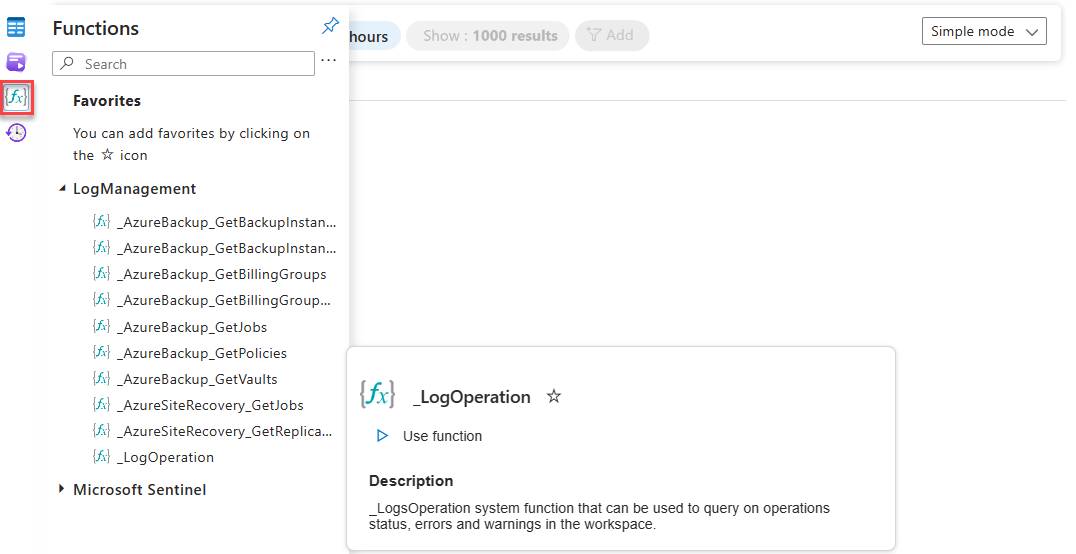 Functions
hours
Show : 1000 results
Add
Simple mode
Search
...
Favorites
You can add favorites by clicking on
the ☆ icon
LogManagement
{fx} _AzureBackup_GetBackupInstan...
{fx} _AzureBackup_GetBackupInstan...
{fx} _AzureBackup_GetBillingGroups
{fx} _AzureBackup_GetBillingGroup...
{fx} _AzureBackup_GetJobs
{fx} _AzureBackup_GetPolicies
{fx} _AzureBackup_GetVaults
{fx} _AzureSiteRecovery_GetJobs
{fx} _AzureSiteRecovery_GetReplica...
{fx} _LogOperation
Microsoft Sentinel
{fx} _LogOperation ☆
Use function
Description
_LogsOperation system function that can be used to query on operations
status, errors and warnings in the workspace.